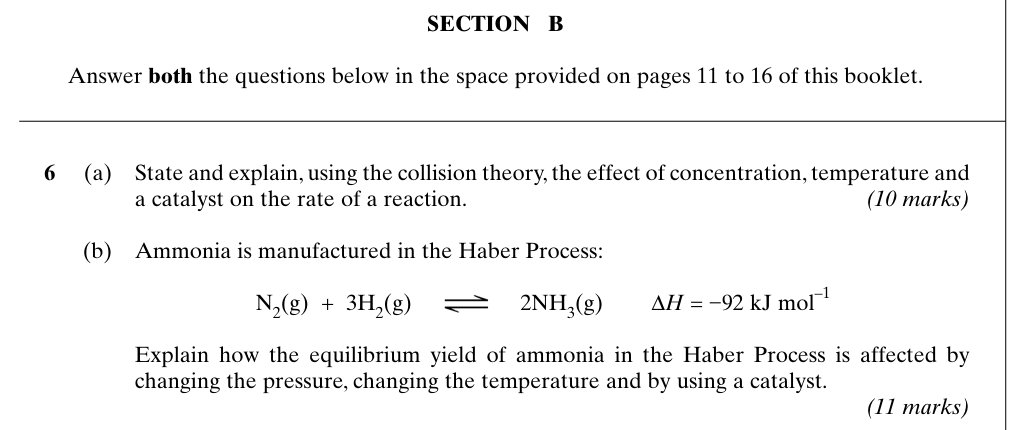 SECTION B
Answer both the questions below in the space provided on pages 11 to 16 of this booklet.
6 (a) State and explain, using the collision theory, the effect of concentration, temperature and
a catalyst on the rate of a reaction. (10 marks)
(b) Ammonia is manufactured in the Haber Process:
N₂(g) + 3H₂(g) ⇌ 2NH₃(g) ΔH = −92 kJ mol⁻¹
Explain how the equilibrium yield of ammonia in the Haber Process is affected by
changing the pressure, changing the temperature and by using a catalyst.
(11 marks)